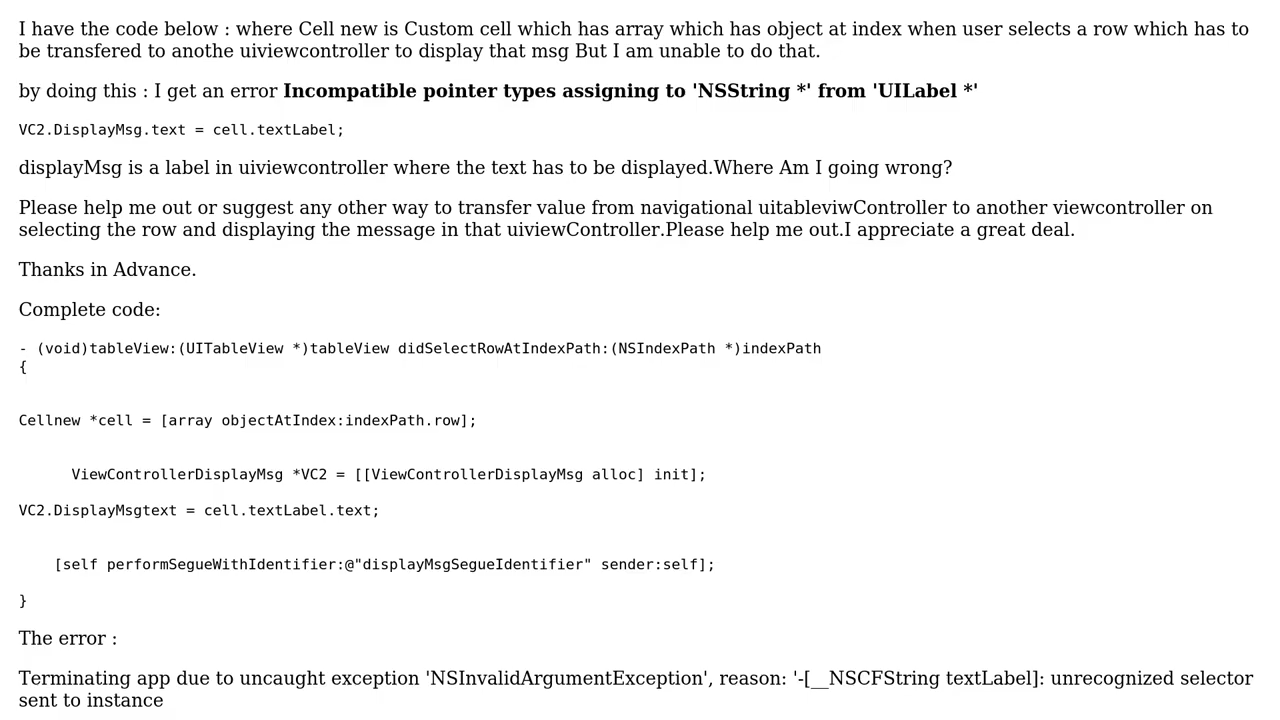 I have the code below : where Cell new is Custom cell which has array which has object at index when user selects a row which has to
be transfered to anothe uiviewcontroller to display that msg But I am unable to do that.
by doing this : I get an error Incompatible pointer types assigning to 'NSString *' from 'UILabel *'
VC2.DisplayMsg.text = cell.textLabel;
displayMsg is a label in uiviewcontroller where the text has to be displayed.Where Am I going wrong?
Please help me out or suggest any other way to transfer value from navigational uitableviwController to another viewcontroller on
selecting the row and displaying the message in that uiviewController.Please help me out.I appreciate a great deal.
Thanks in Advance.
Complete code:
- (void)tableView:(UITableView *)tableView didSelectRowAtIndexPath:(NSIndexPath *)indexPath
{
Cellnew *cell = [array objectAtIndex:indexPath.row];
ViewControllerDisplayMsg *VC2 = [[ViewControllerDisplayMsg alloc] init];
VC2.DisplayMsgtext = cell.textLabel.text;
[self performSegueWithIdentifier:@"displayMsgSegueIdentifier" sender:self];
}
The error :
Terminating app due to uncaught exception 'NSInvalidArgumentException', reason: '-[__NSCFString textLabel]: unrecognized selector
sent to instance